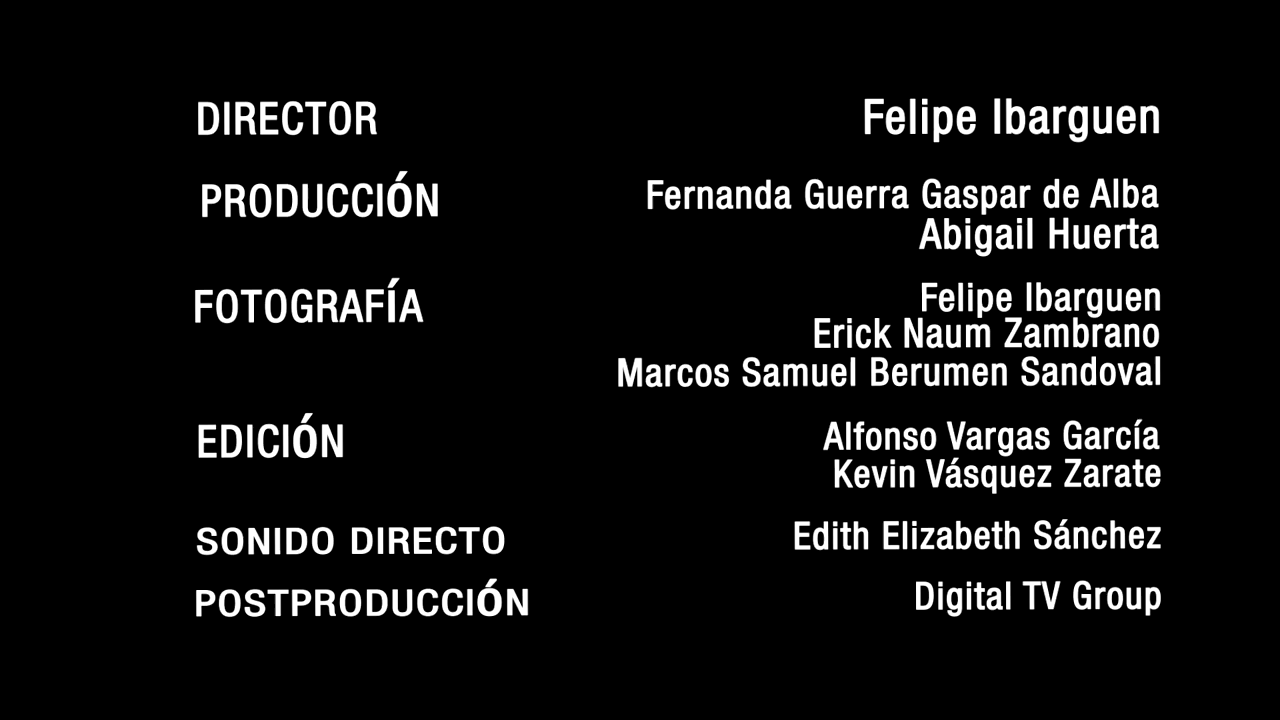 DIRECTOR Felipe Ibarguen
PRODUCCIÓN Fernanda Guerra Gaspar de Alba
Abigail Huerta
FOTOGRAFÍA Felipe Ibarguen
Erick Naum Zambrano
Marcos Samuel Berumen Sandoval
EDICIÓN Alfonso Vargas García
Kevin Vásquez Zarate
SONIDO DIRECTO Edith Elizabeth Sánchez
POSTPRODUCCIÓN Digital TV Group